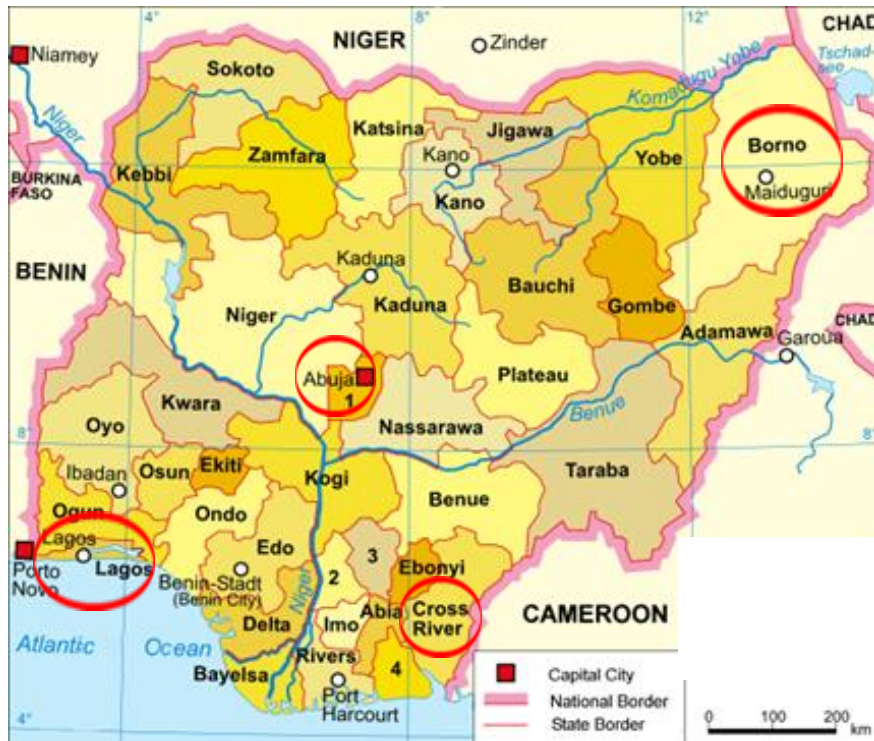 4°
8°
12°
NIGER
CHAD
Niamey
Zinder
Tschad-
see
Sokoto
Komadugu Yobe
Niger
Katsina
Jigawa
Zamfara
Kano
Yobe
Borno
Kebbi
BURKINA
FASO
Maiduguri
Kano
BENIN
Kaduna
Bauchi
Niger
Kaduna
Gombe
Adamawa
CHAD
Garoua
Abuja
1
Plateau
Kwara
Nassarawa
Benue
Oyo
8°
8°
Ibadan
Osun
Ekiti
Kogi
Taraba
Benue
Ogun
Ondo
Lagos
Edo
3
Lagos
Porto
Novo
Benin-Stadt
(Benin City)
Niger
2
Ebonyi
Abia
Cross
River
CAMEROON
Atlantic
Ocean
Delta
Imo
Bayelsa
Rivers
4
Port
Harcourt
Capital City
National Border
State Border
0 100 200
km
4°